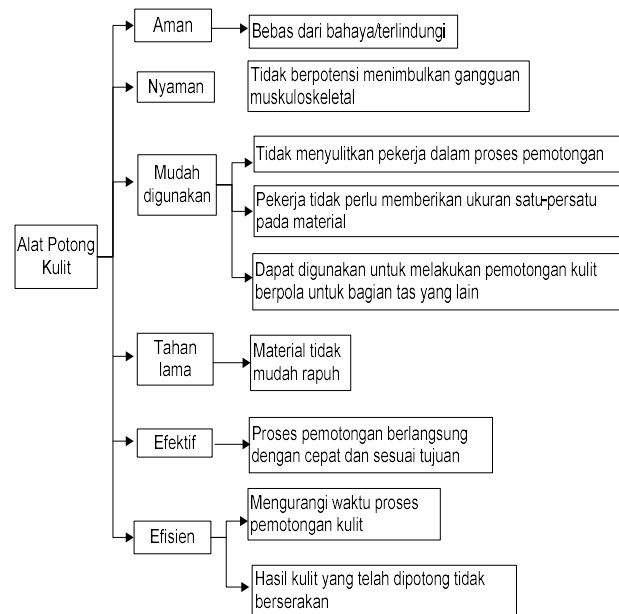 Aman
Bebas dari bahaya/terlindungi
Nyaman
Tidak berpotensi menimbulkan gangguan
muskuloskeletal
Mudah
digunakan
Tidak menyulitkan pekerja dalam proses pemotongan
Pekerja tidak perlu memberikan ukuran satu-persatu
pada material
Dapat digunakan untuk melakukan pemotongan kulit
berpola untuk bagian tas yang lain
Alat Potong
Kulit
Tahan
lama
Material tidak
mudah rapuh
Efektif
Proses pemotongan berlangsung
dengan cepat dan sesuai tujuan
Efisien
Mengurangi waktu proses
pemotongan kulit
Hasil kulit yang telah dipotong tidak
berserakan